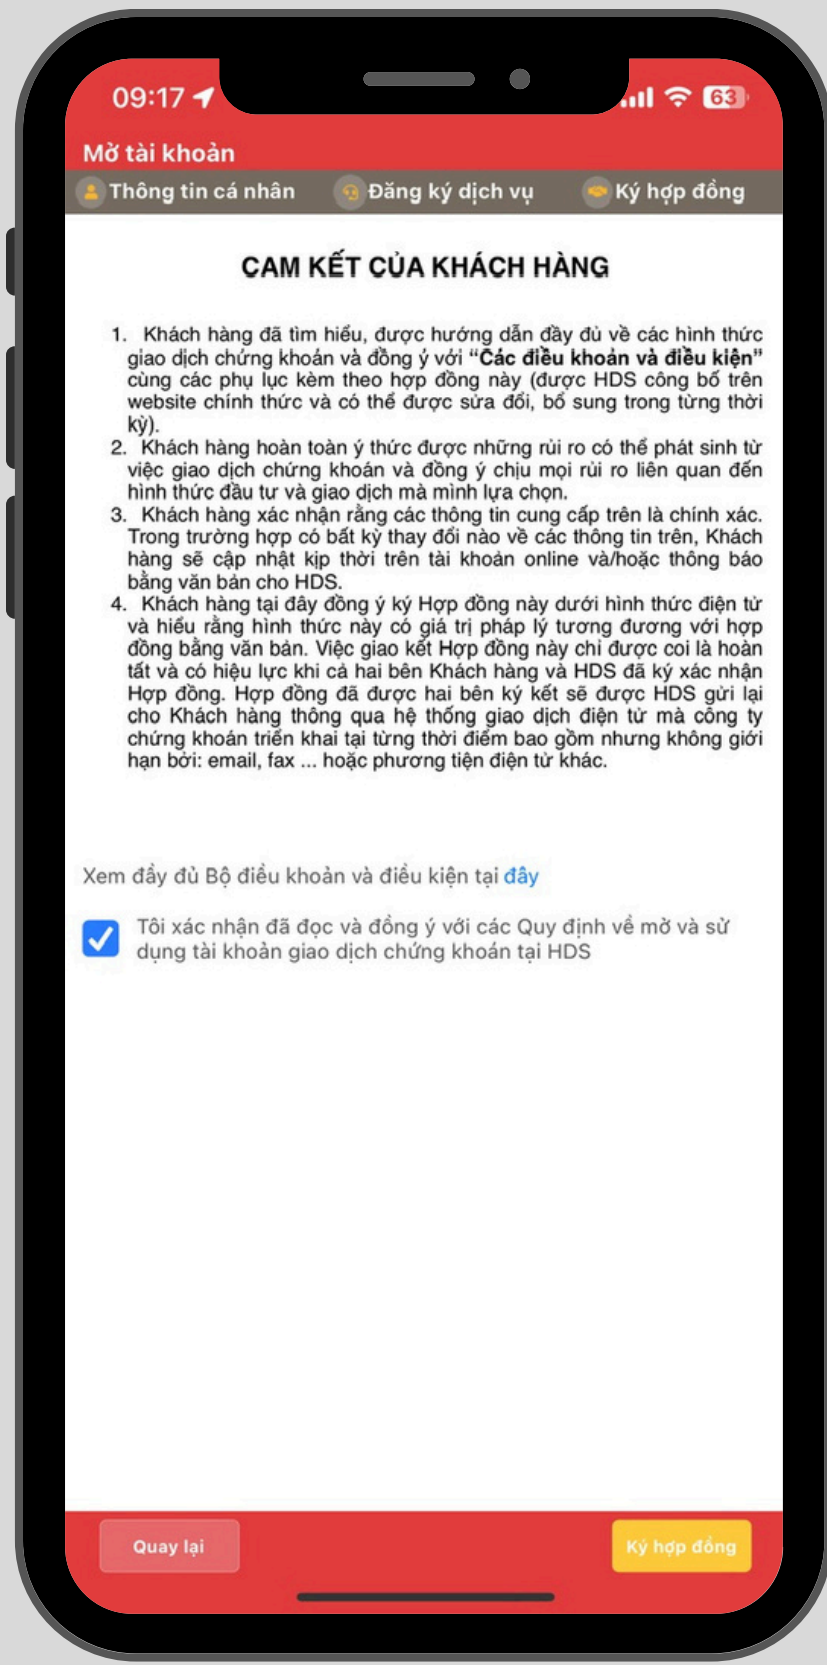 09:17
63
Mở tài khoản
Thông tin cá nhân Đăng ký dịch vụ Ký hợp đồng
CAM KẾT CỦA KHÁCH HÀNG
1. Khách hàng đã tìm hiểu, được hướng dẫn đầy đủ về các hình thức
giao dịch chứng khoán và đồng ý với “Các điều khoản và điều kiện”
cùng các phụ lục kèm theo hợp đồng này (được HDS công bố trên
website chính thức và có thể được sửa đổi, bổ sung trong từng thời
kỳ).
2. Khách hàng hoàn toàn ý thức được những rủi ro có thể phát sinh từ
việc giao dịch chứng khoán và đồng ý chịu mọi rủi ro liên quan đến
hình thức đầu tư và giao dịch mà mình lựa chọn.
3. Khách hàng xác nhận rằng các thông tin cung cấp trên là chính xác.
Trong trường hợp có bất kỳ thay đổi nào về các thông tin trên, Khách
hàng sẽ cập nhật kịp thời trên tài khoản online và/hoặc thông báo
bằng văn bản cho HDS.
4. Khách hàng tại đây đồng ý ký Hợp đồng này dưới hình thức điện tử
và hiểu rằng hình thức này có giá trị pháp lý tương đương với hợp
đồng bằng văn bản. Việc giao kết Hợp đồng này chỉ được coi là hoàn
tất và có hiệu lực khi cả hai bên Khách hàng và HDS đã ký xác nhận
Hợp đồng. Hợp đồng đã được hai bên ký kết sẽ được HDS gửi lại
cho Khách hàng thông qua hệ thống giao dịch điện tử mà công ty
chứng khoán triển khai tại từng thời điểm bao gồm nhưng không giới
hạn bởi: email, fax ... hoặc phương tiện điện tử khác.
Xem đầy đủ Bộ điều khoản và điều kiện tại đây
Tôi xác nhận đã đọc và đồng ý với các Quy định về mở và sử
dụng tài khoản giao dịch chứng khoán tại HDS
Quay lại Ký hợp đồng